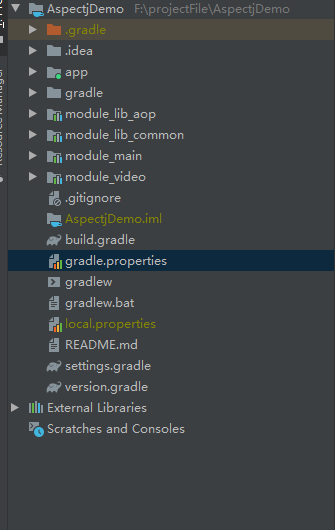 AspectjDemo F:\projectFile\AspectjDemo
.gradle
.idea
app
gradle
module_lib_aop
module_lib_common
module_main
module_video
.gitignore
AspectjDemo.iml
build.gradle
gradle.properties
gradlew
gradlew.bat
local.properties
README.md
settings.gradle
version.gradle
External Libraries
Scratches and Consoles